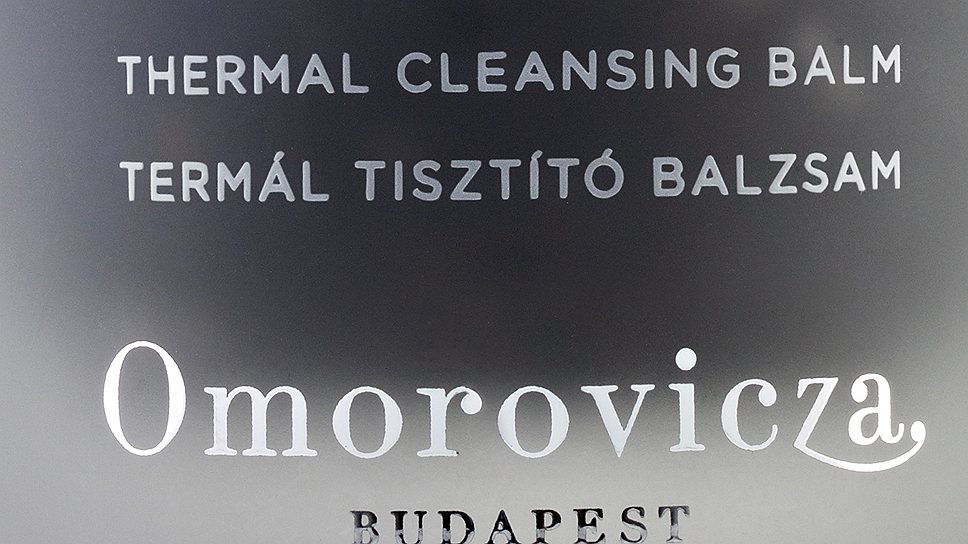 THERMAL CLEANSING BALM
TERMÁL TISZTÍTÓ BALZSAM
Omorovicza,
BUDAPEST